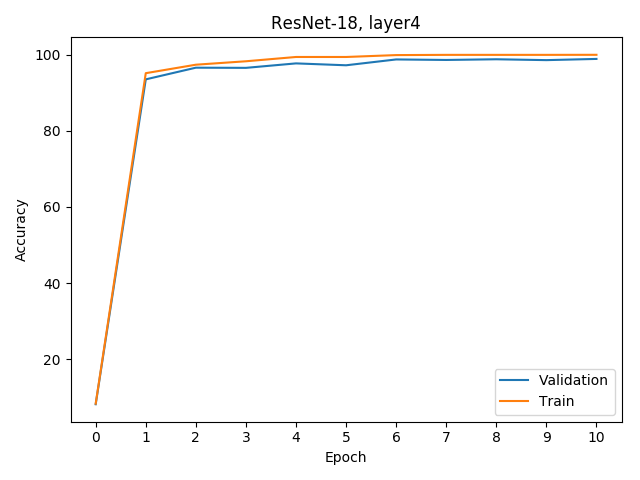 ResNet-18, layer4
Accuracy
100
80
60
40
20
0 1 2 3 4 5 6 7 8 9 10
Epoch
Validation
Train